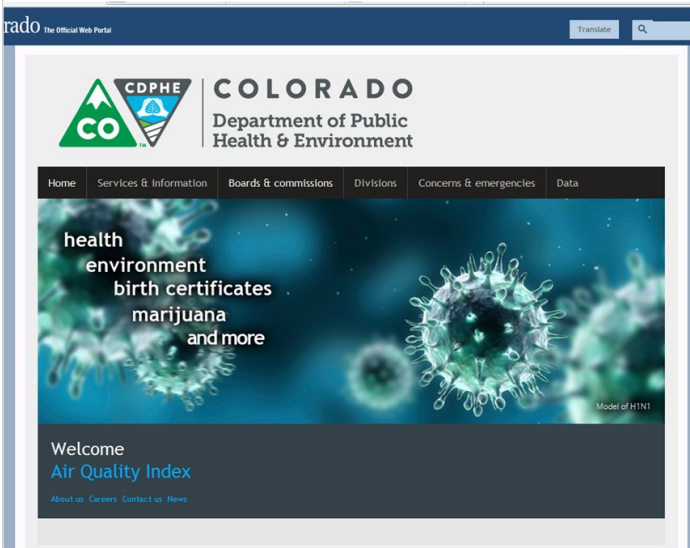 rado The Official Web Portal
Translate
CDPHE
CO
TM
COLORADO
Department of Public
Health & Environment
Home Services & Information Boards & commissions Divisions Concerns & emergencies Data
health
environment
birth certificates
marijuana
and more
Model of H1N1
Welcome
Air Quality Index
About us Careers Contact us News